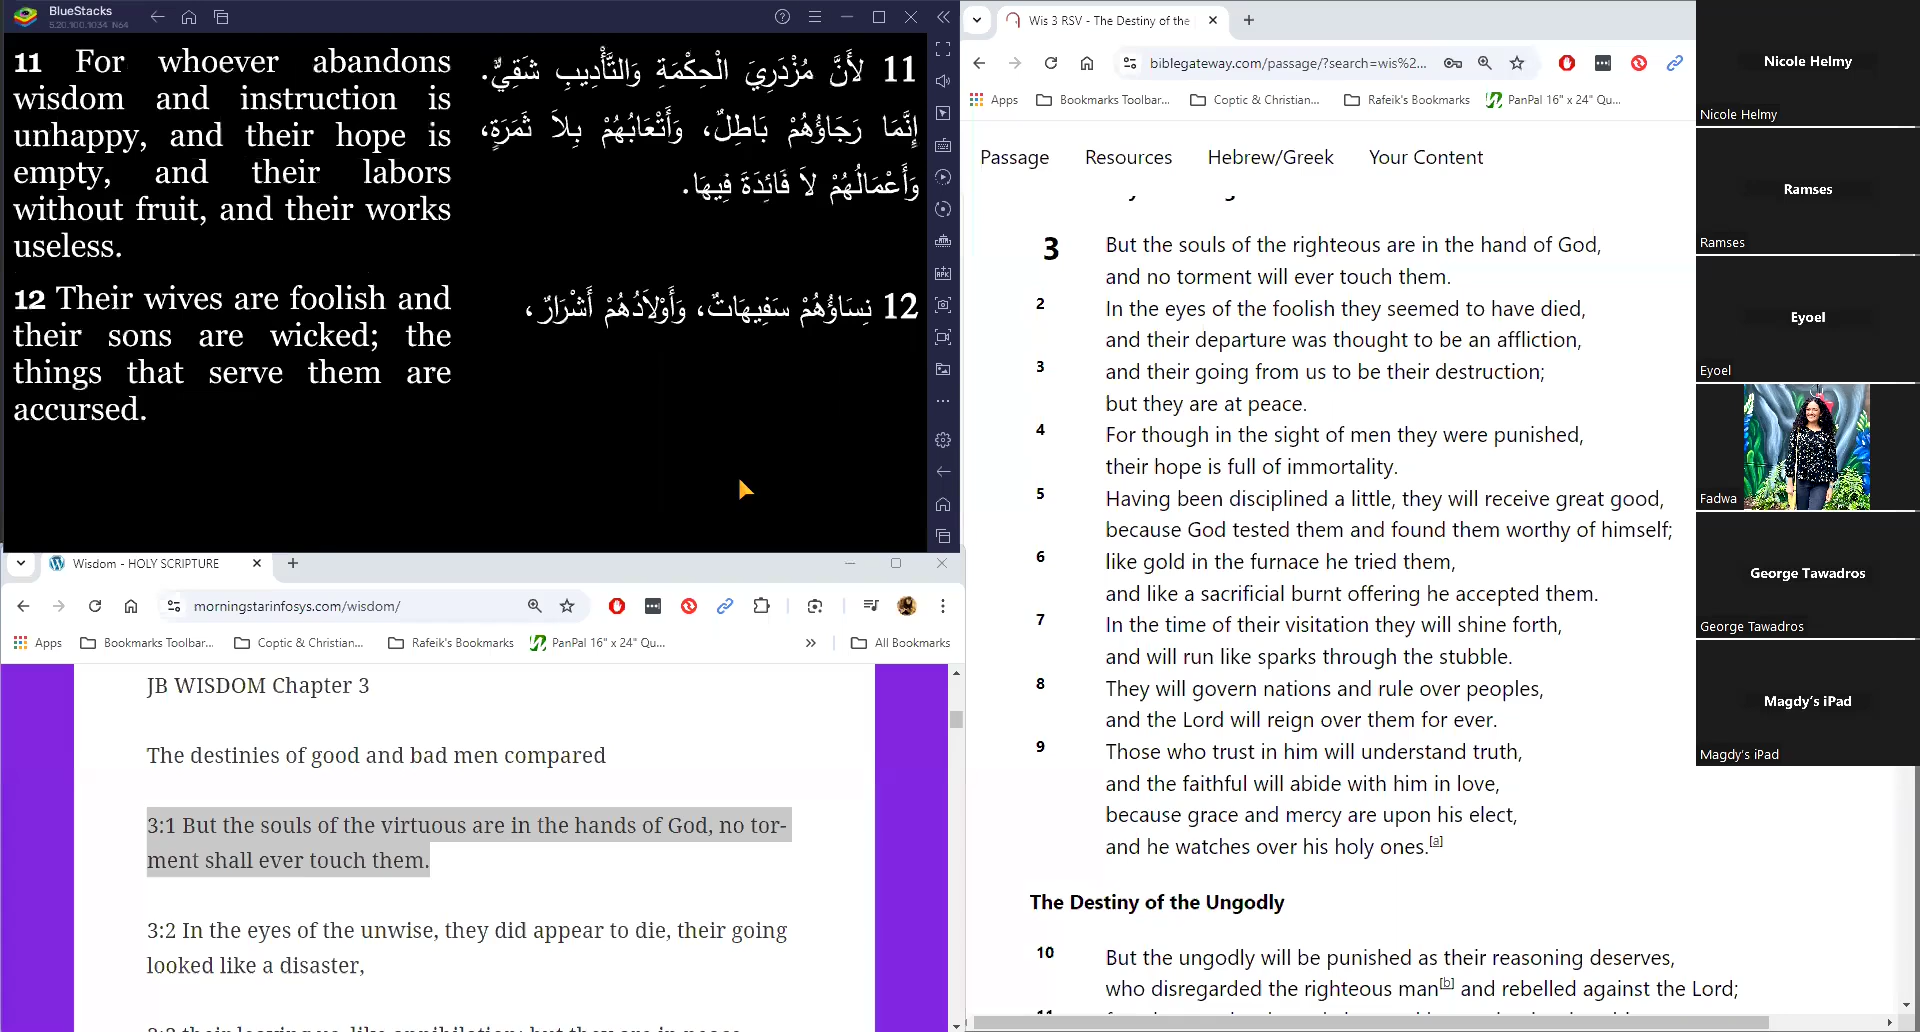 BlueStacks
5.20.100.1034 N64
11 For whoever abandons
wisdom and instruction is
unhappy, and their hope is
empty, and their labors
without fruit, and their works
useless.
12 Their wives are foolish and
their sons are wicked; the
things that serve them are
accursed.
11 لأَنَّ مُزْدَرِيَ الْحِكْمَةِ وَالتَّأْدِيبِ شَقِيٌّ.
إِنَّمَا رَجَاؤُهُمْ بَاطِلٌ، وَأَتْعَابُهُمْ بِلاَ ثَمَرَةٍ،
وَأَعْمَالُهُمْ لاَ فَائِدَةَ فِيهَا.
12 نِسَاؤُهُمْ سَفِيهَاتٌ، وَأَوْلاَدُهُمْ أَشْرَارٌ،
Wisdom - HOLY SCRIPTURE
morningstarinfosys.com/wisdom/
Apps
Bookmarks Toolbar...
Coptic & Christian...
Rafeik's Bookmarks
PanPal 16" x 24" Qu...
All Bookmarks
JB WISDOM Chapter 3
The destinies of good and bad men compared
3:1 But the souls of the virtuous are in the hands of God, no tor-
ment shall ever touch them.
3:2 In the eyes of the unwise, they did appear to die, their going
looked like a disaster,
Wis 3 RSV - The Destiny of the
biblegateway.com/passage/?search=wis%2...
Apps
Bookmarks Toolbar...
Coptic & Christian...
Rafeik's Bookmarks
PanPal 16" x 24" Qu...
Passage
Resources
Hebrew/Greek
Your Content
3 But the souls of the righteous are in the hand of God,
and no torment will ever touch them.
2 In the eyes of the foolish they seemed to have died,
and their departure was thought to be an affliction,
3 and their going from us to be their destruction;
but they are at peace.
4 For though in the sight of men they were punished,
their hope is full of immortality.
5 Having been disciplined a little, they will receive great good,
because God tested them and found them worthy of himself;
6 like gold in the furnace he tried them,
and like a sacrificial burnt offering he accepted them.
7 In the time of their visitation they will shine forth,
and will run like sparks through the stubble.
8 They will govern nations and rule over peoples,
and the Lord will reign over them for ever.
9 Those who trust in him will understand truth,
and the faithful will abide with him in love,
because grace and mercy are upon his elect,
and he watches over his holy ones.[a]
The Destiny of the Ungodly
10 But the ungodly will be punished as their reasoning deserves,
who disregarded the righteous man[b] and rebelled against the Lord;
Nicole Helmy
Nicole Helmy
Ramses
Ramses
Eyoel
Eyoel
Fadwa
George Tawadros
George Tawadros
Magdy's iPad
Magdy's iPad